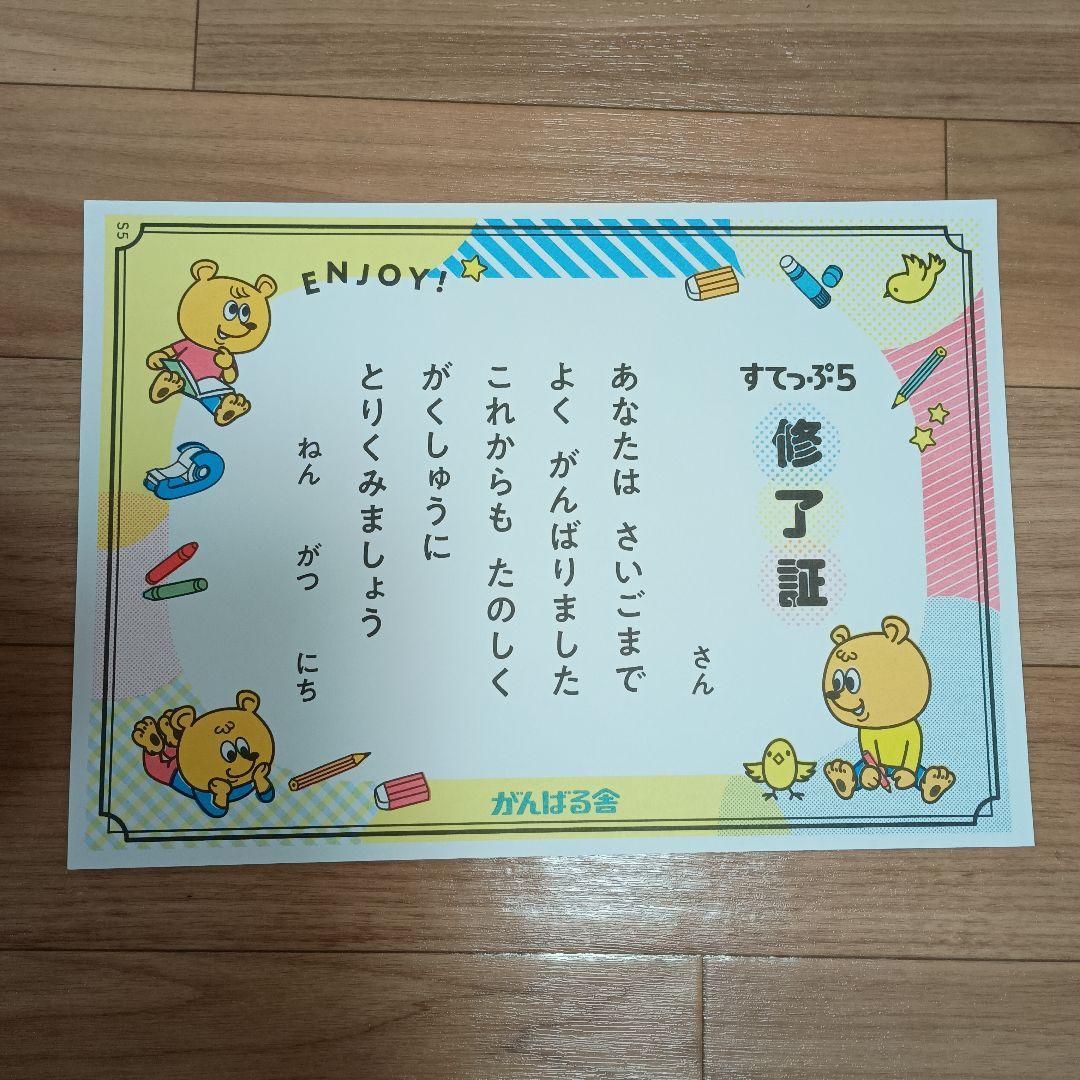 S5
ENJOY!
すてっぷ5
修了証
さん
あなたは さいごまで
よく がんばりました
これからも たのしく
がくしゅうに
とりくみましょう
ねん がつ にち
がんばる舎